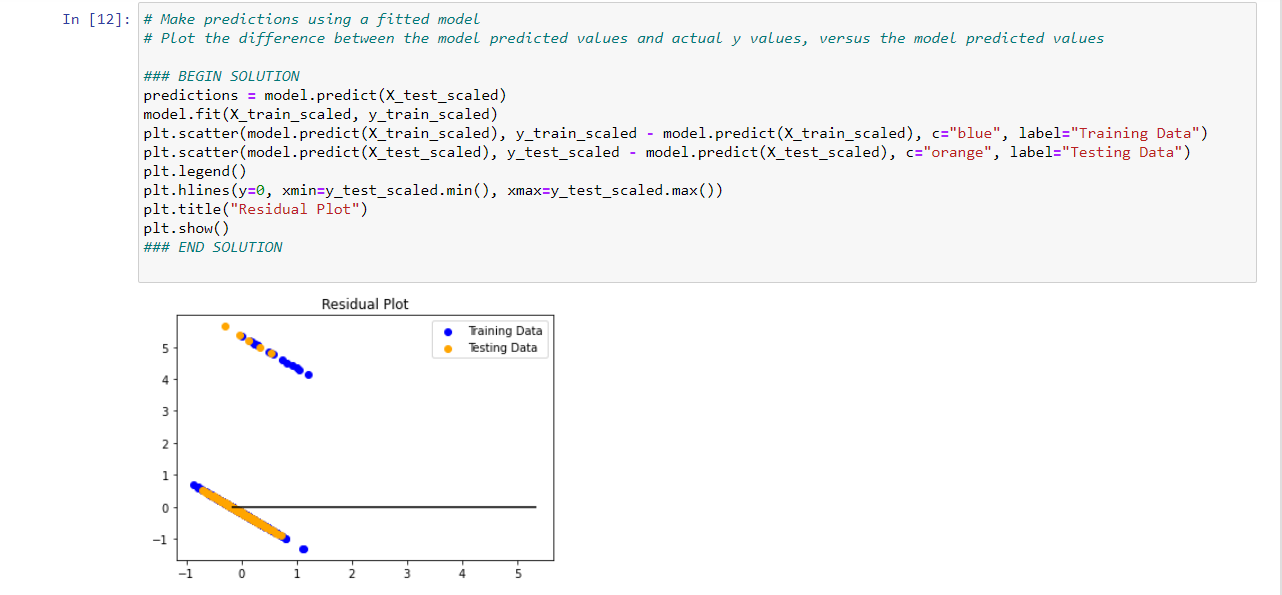 In [12]: # Make predictions using a fitted model
# Plot the difference between the model predicted values and actual y values, versus the model predicted values
### BEGIN SOLUTION
predictions = model.predict(X_test_scaled)
model.fit(X_train_scaled, y_train_scaled)
plt.scatter(model.predict(X_train_scaled), y_train_scaled - model.predict(X_train_scaled), c="blue", label="Training Data")
plt.scatter(model.predict(X_test_scaled), y_test_scaled - model.predict(X_test_scaled), c="orange", label="Testing Data")
plt.legend()
plt.hlines(y=0, xmin=y_test_scaled.min(), xmax=y_test_scaled.max())
plt.title("Residual Plot")
plt.show()
### END SOLUTION
Residual Plot
Training Data
Testing Data
5
4
3
2
1
0
−1
−1 0 1 2 3 4 5